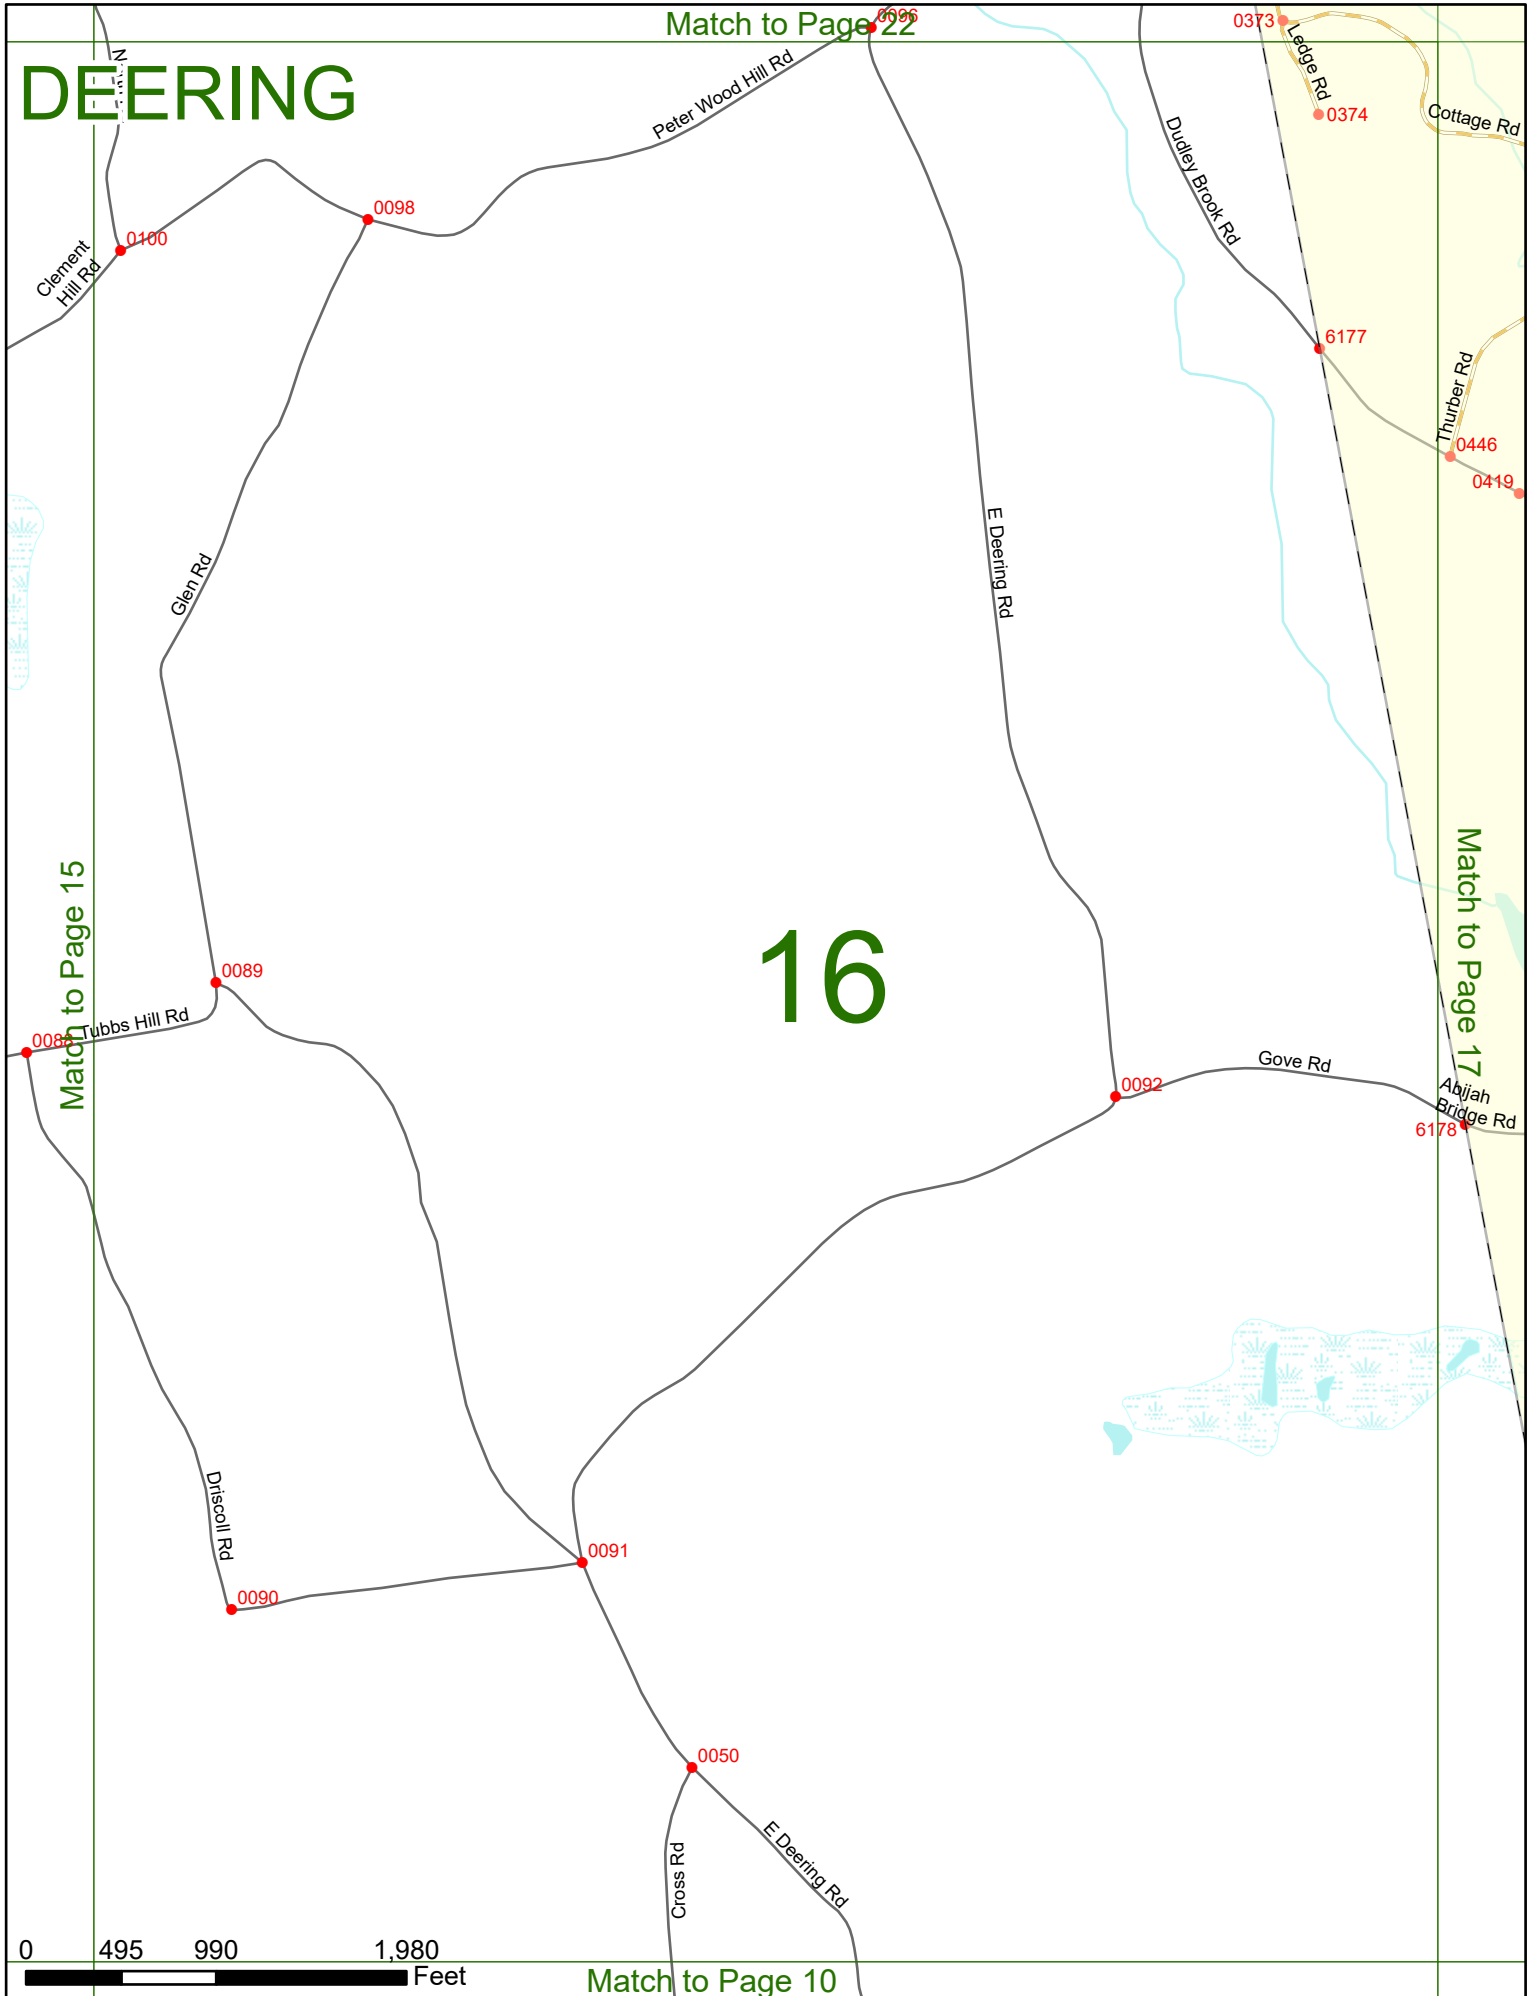 Match to Page 22
0096
0373
Ledge Rd
DEERING
Peter Wood Hill Rd
0374
Cottage Rd
Dudley Brook Rd
0098
0100
Clement
Hill Rd
6177
Thurber Rd
0446
0419
E Deering Rd
Glen Rd
Match to Page 15
Match to Page 17
16
0089
Tubbs Hill Rd
0088
Gove Rd
0092
Abijah
Bridge Rd
6178
Driscoll Rd
0091
0090
0050
E Deering Rd
Cross Rd
0 495 990 1,980
Feet
Match to Page 10